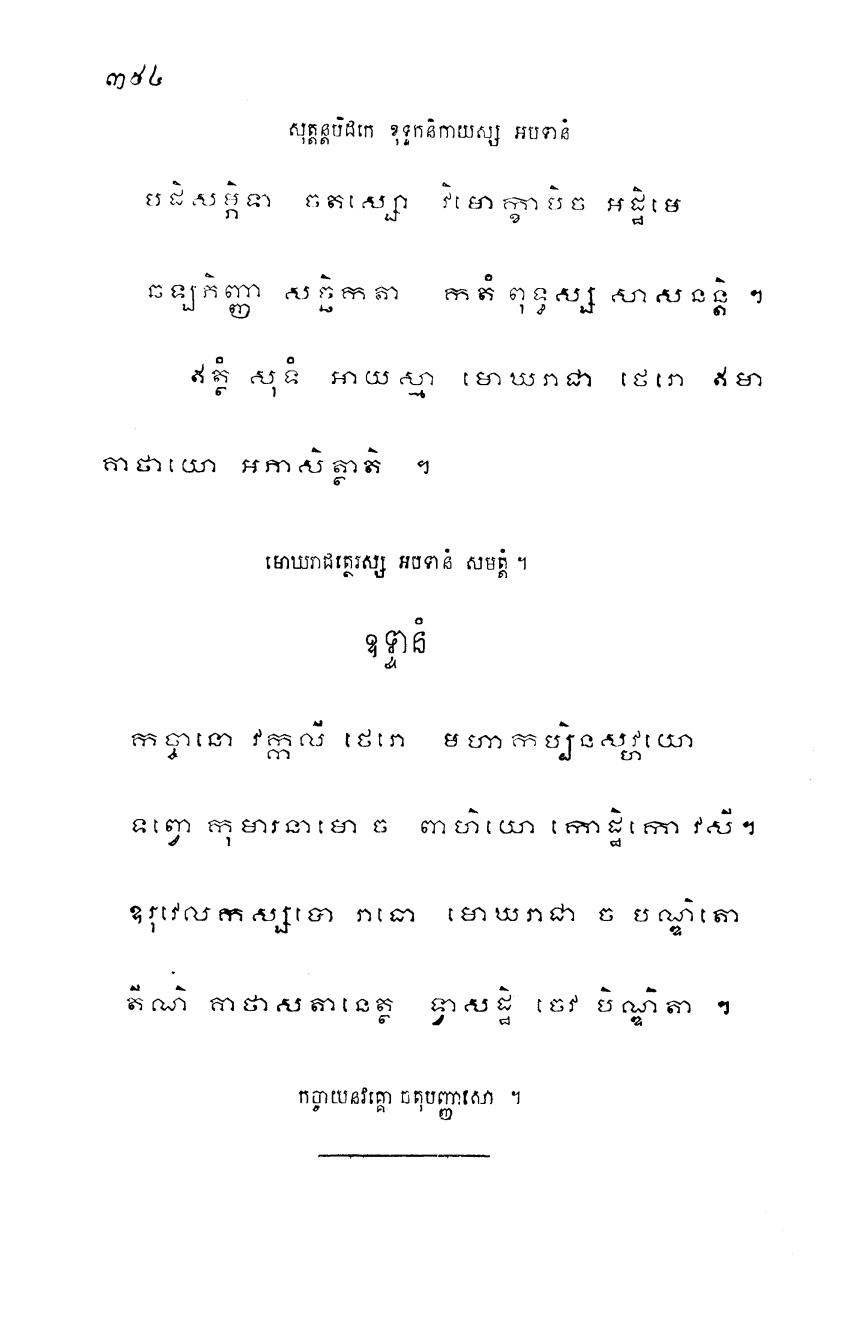 ៣៩៤
សុត្តន្តបិដកេ ខុទ្ទកនិកាយស្ស អបទានំ
បដិសម្ភិទា ចតស្សោ វិមោក្ខាបិច អដ្ឋិមេ
ឆឡភិញ្ញា សច្ឆិកតា កតំ ពុទ្ធស្ស សាសនន្តិ ។
ឥត្ថំ សុទំ អាយស្មា មោឃរាជា ថេរោ ឥមា
គាថាយោ អភាសិត្ថាតិ ។
មោឃរាជត្ថេរស្ស អបទានំ សមត្តំ ។
ឧទ្ទានំ
កច្ចានោ វក្កលី ថេរោ មហាកប្បិនសវ្ហយោ
ទព្វោ កុមារនាមោ ច ពាហិយោ កោដ្ឋិកោ វសី។
ឧរុវេលកស្សបោ រាធោ មោឃរាជា ច បណ្ឌិតោ
តីណិ គាថាសតានេត្ថ ទ្វាសដ្ឋិ ចេវ បិណ្ឌិតា ។
កច្ចាយនវគ្គោ ចតុបញ្ញាសោ ។